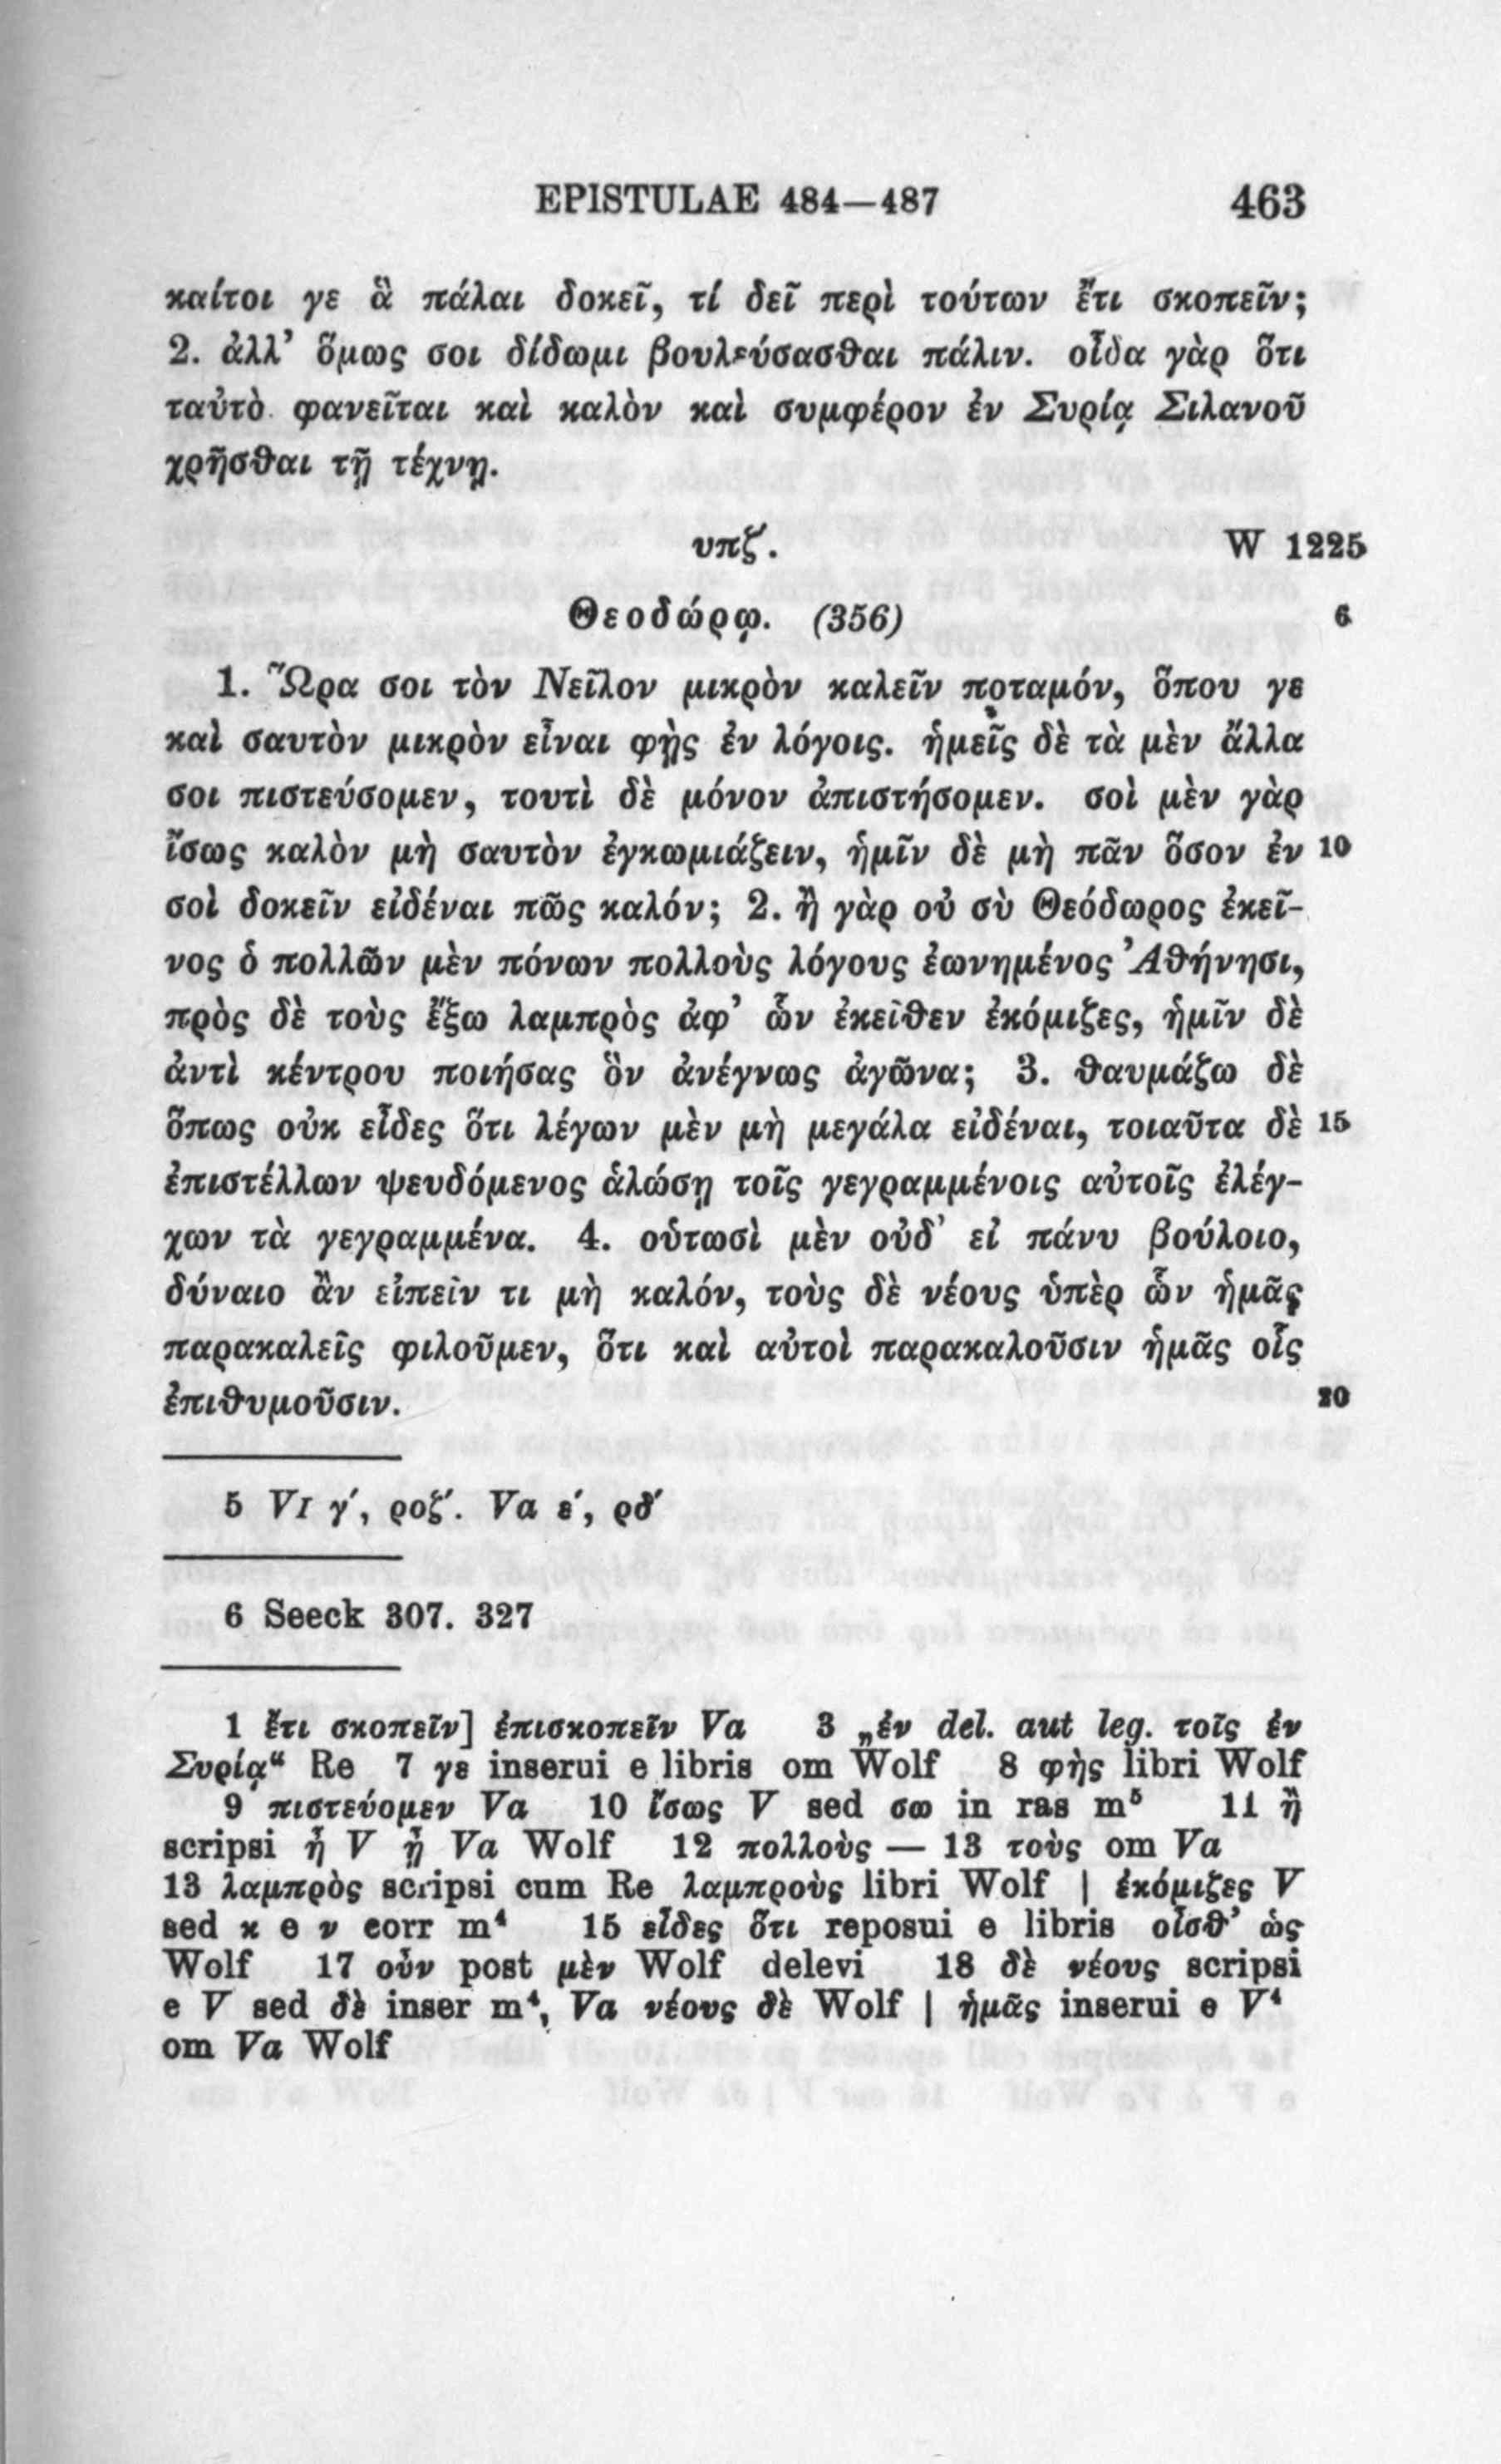 EPISTULAE 484—487 463
καίτοι γε ἃ πάλαι δοκεῖ, τί δεῖ περὶ τούτων ἔτι σκοπεῖν;
2. ἀλλ' ὅμως σοι δίδωμι βουλεύσασθαι πάλιν. οἶδα γὰρ ὅτι
ταὐτὸ φανεῖται καὶ καλὸν καὶ συμφέρον ἐν Συρίᾳ Σιλανοῦ
χρῆσθαι τῇ τέχνῃ.
υπζ'. W 1225
Θεοδώρῳ. (356) 6
1. Ὥρα σοι τὸν Νεῖλον μικρὸν καλεῖν ποταμόν, ὅπου γε
καὶ σαυτὸν μικρὸν εἶναι φῂς ἐν λόγοις. ἡμεῖς δὲ τὰ μὲν ἄλλα
σοι πιστεύσομεν, τουτὶ δὲ μόνον ἀπιστήσομεν. σοὶ μὲν γὰρ
ἴσως καλὸν μὴ σαυτὸν ἐγκωμιάζειν, ἡμῖν δὲ μὴ πᾶν ὅσον ἐν 10
σοὶ δοκεῖν εἰδέναι πῶς καλόν; 2. ἢ γὰρ οὐ σὺ Θεόδωρος ἐκεῖ-
νος ὁ πολλῶν μὲν πόνων πολλοὺς λόγους ἐωνημένος Ἀθήνησι,
πρὸς δὲ τοὺς ἔξω λαμπρὸς ἀφ' ὧν ἐκεῖθεν ἐκόμιζες, ἡμῖν δὲ
ἀντὶ κέντρου ποιήσας ὃν ἀνέγνως ἀγῶνα; 3. θαυμάζω δὲ
ὅπως οὐκ εἶδες ὅτι λέγων μὲν μὴ μεγάλα εἰδέναι, τοιαῦτα δὲ 15
ἐπιστέλλων ψευδόμενος ἁλώσῃ τοῖς γεγραμμένοις αὐτοῖς ἐλέγ-
χων τὰ γεγραμμένα. 4. οὑτωσὶ μὲν οὐδ' εἰ πάνυ βούλοιο,
δύναιο ἂν εἰπεῖν τι μὴ καλόν, τοὺς δὲ νέους ὑπὲρ ὧν ἡμᾶς
παρακαλεῖς φιλοῦμεν, ὅτι καὶ αὐτοὶ παρακαλοῦσιν ἡμᾶς οἷς
ἐπιθυμοῦσιν. 20
5 VI γ', ροζ'. Va ε', ρδ'
6 Seeck 307. 327
1 ἔτι σκοπεῖν] ἐπισκοπεῖν Va 3 „ἐν del. aut leg. τοῖς ἐν
Συρίᾳ“ Re 7 γε inserui e libris om Wolf 8 φὴς libri Wolf
9 πιστεύομεν Va 10 ἴσως V sed σω in ras m⁵ 11 ἢ
scripsi ἦ V ᾖ Va Wolf 12 πολλοὺς — 13 τοὺς om Va
13 λαμπρὸς scripsi cum Re λαμπροὺς libri Wolf | ἐκόμιζες V
sed κ e ν corr m⁴ 15 εἶδες ὅτι reposui e libris οἶσθ' ὡς
Wolf 17 οὖν post μὲν Wolf delevi 18 δὲ νέους scripsi
e V sed δὲ inser m⁴, Va νέους δὲ Wolf | ἡμᾶς inserui e V⁴
om Va Wolf